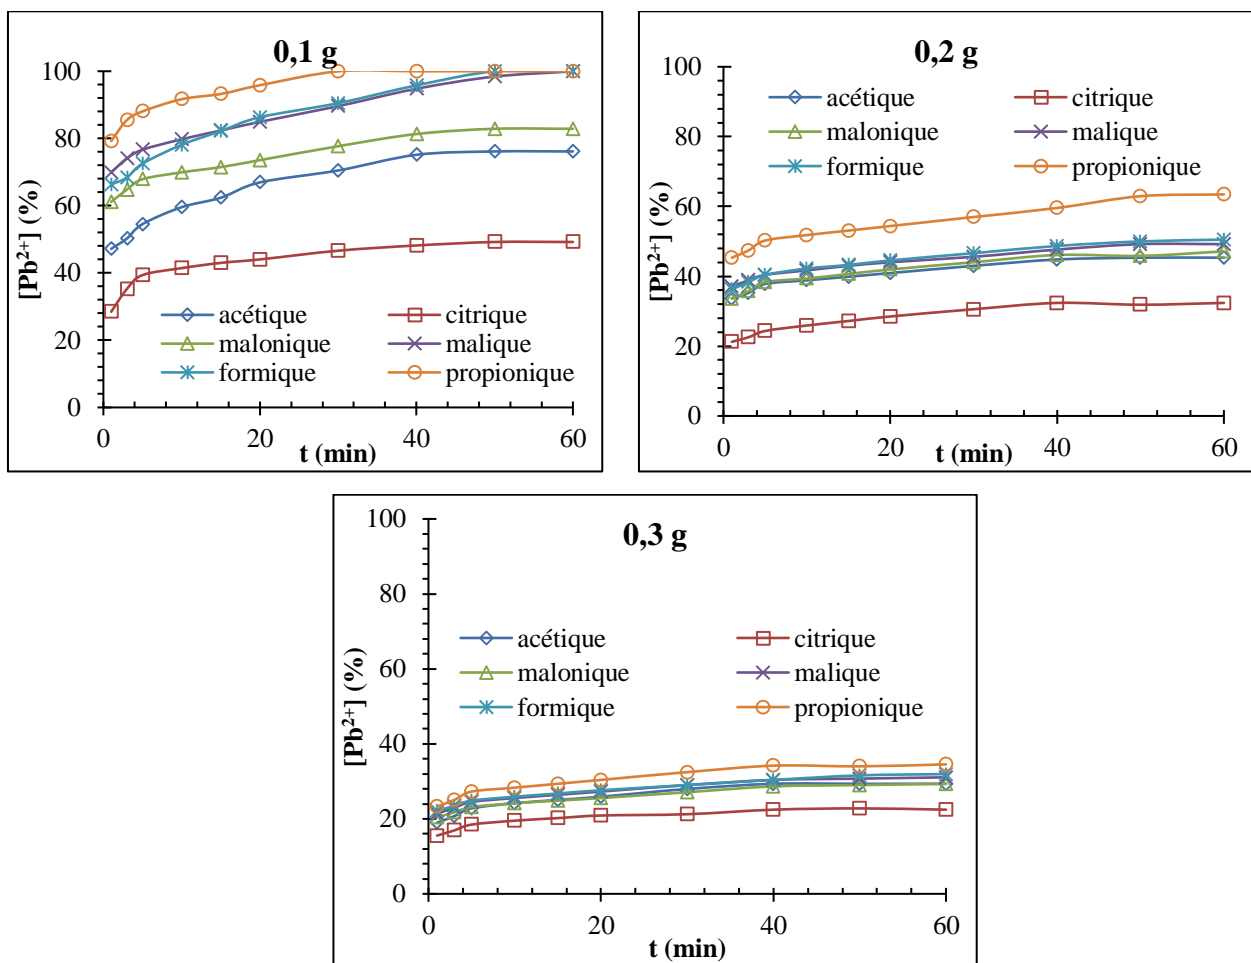 0,1 g
100
80
60
40
20
0
[Pb²⁺] (%)
acétique citrique
malonique malique
formique propionique
0 20 40 60
t (min)
0,2 g
100
80
60
40
20
0
[Pb²⁺] (%)
acétique citrique
malonique malique
formique propionique
0 20 40 60
t (min)
0,3 g
100
80
60
40
20
0
[Pb²⁺] (%)
acétique citrique
malonique malique
formique propionique
0 20 40 60
t (min)